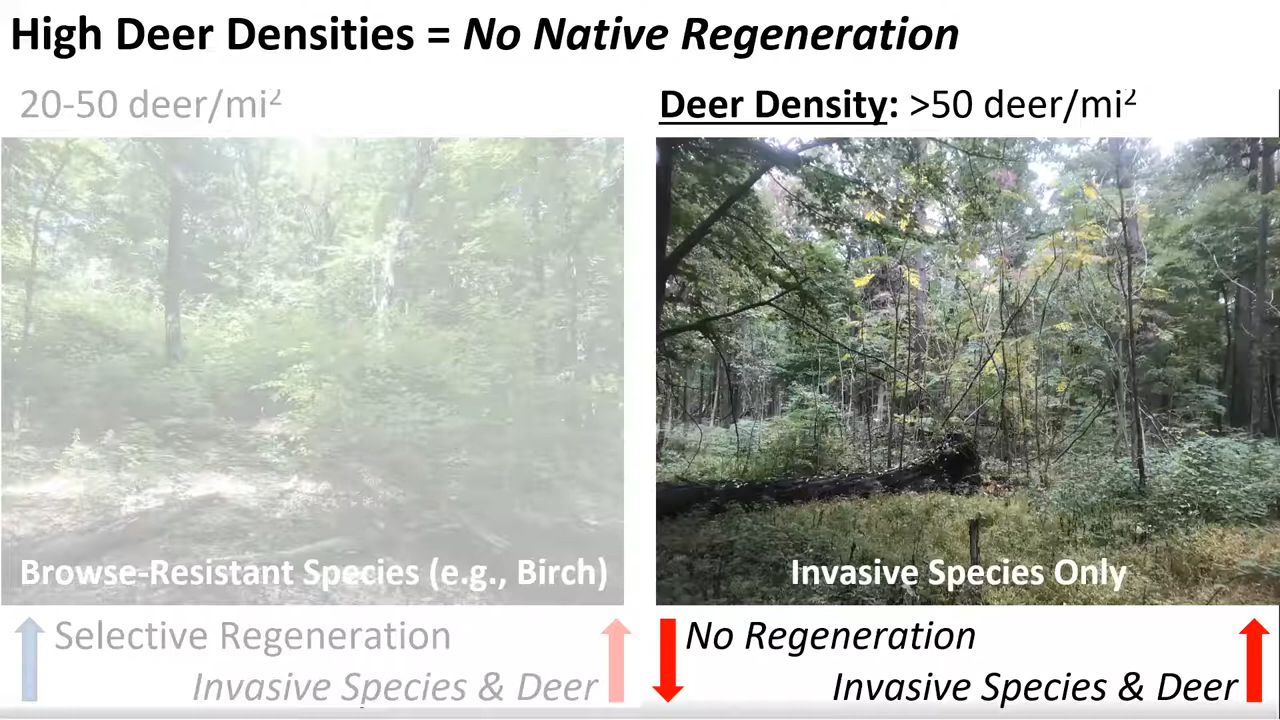 High Deer Densities = No Native Regeneration
20-50 deer/mi²
Browse-Resistant Species (e.g., Birch)
Selective Regeneration
Invasive Species & Deer
Deer Density: >50 deer/mi²
Invasive Species Only
No Regeneration
Invasive Species & Deer